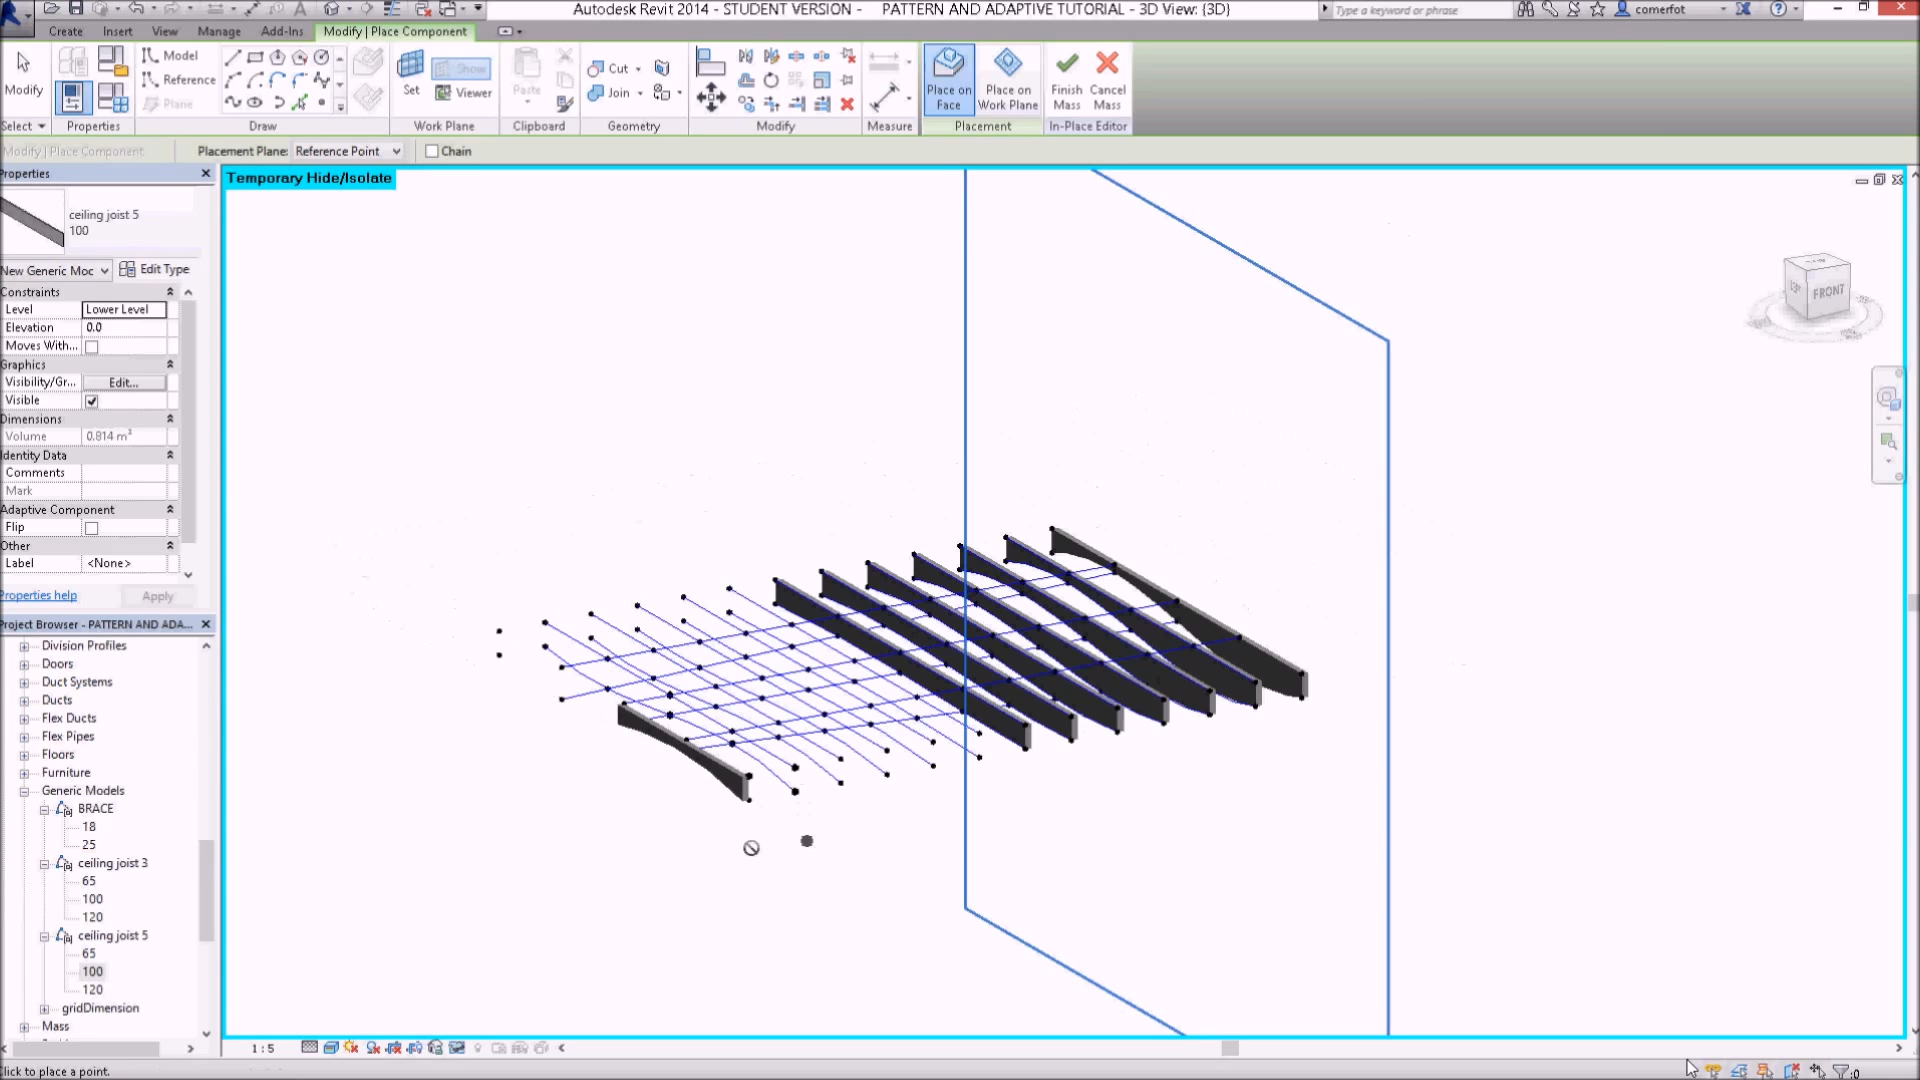 Autodesk Revit 2014 - STUDENT VERSION - PATTERN AND ADAPTIVE TUTORIAL - 3D View: {3D}
Type a keyword or phrase
comerfot
Create Insert View Manage Add-Ins Modify | Place Component
Modify
Model
Reference
Plane
Set
Show
Viewer
Paste
Cut
Join
Place on Face
Place on Work Plane
Finish Mass
Cancel Mass
Select Properties Draw Work Plane Clipboard Geometry Modify Measure Placement In-Place Editor
Modify | Place Component
Placement Plane: Reference Point
Chain
Properties
ceiling joist 5
100
New Generic Moc
Edit Type
Constraints
Level Lower Level
Elevation 0.0
Moves With...
Graphics
Visibility/Gr... Edit...
Visible
Dimensions
Volume 0.814 m³
Identity Data
Comments
Mark
Adaptive Component
Flip
Other
Label <None>
Properties help
Apply
Project Browser - PATTERN AND ADA...
Division Profiles
Doors
Duct Systems
Ducts
Flex Ducts
Flex Pipes
Floors
Furniture
Generic Models
BRACE
18
25
ceiling joist 3
65
100
120
ceiling joist 5
65
100
120
gridDimension
Mass
Temporary Hide/Isolate
FRONT
1 : 5
Click to place a point.
:0